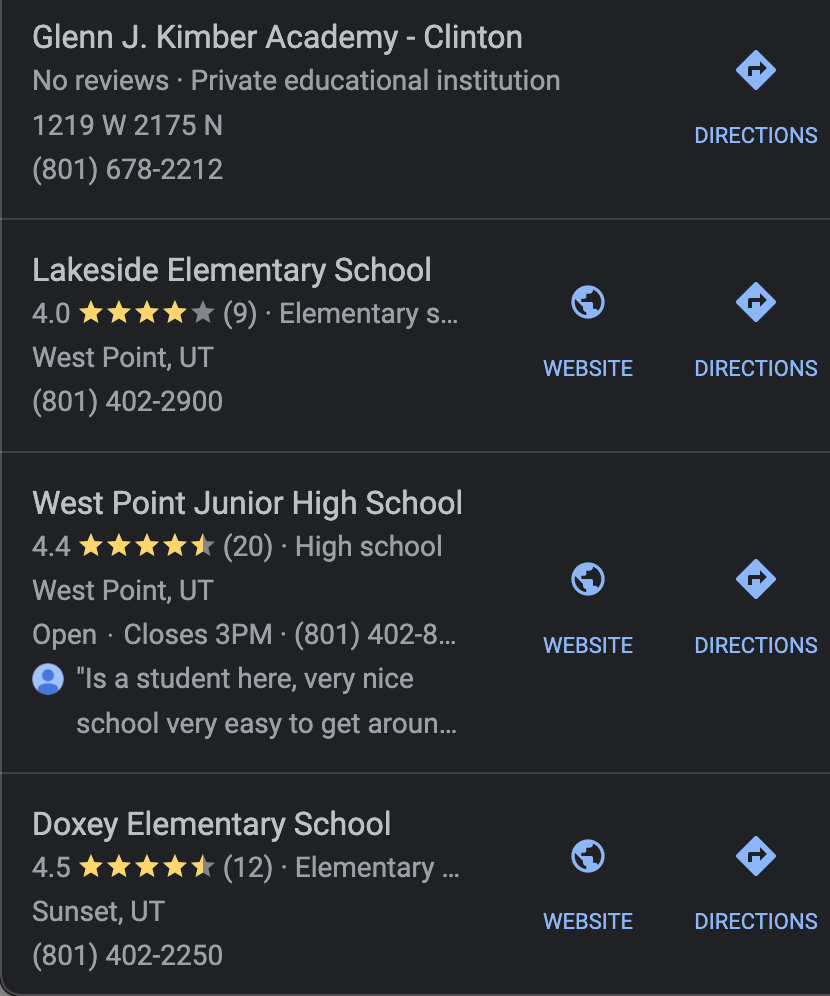 Glenn J. Kimber Academy - Clinton
No reviews · Private educational institution
1219 W 2175 N
(801) 678-2212
DIRECTIONS
Lakeside Elementary School
4.0 (9) · Elementary s...
West Point, UT
(801) 402-2900
WEBSITE
DIRECTIONS
West Point Junior High School
4.4 (20) · High school
West Point, UT
Open · Closes 3PM · (801) 402-8...
"Is a student here, very nice
school very easy to get aroun...
WEBSITE
DIRECTIONS
Doxey Elementary School
4.5 (12) · Elementary ...
Sunset, UT
(801) 402-2250
WEBSITE
DIRECTIONS